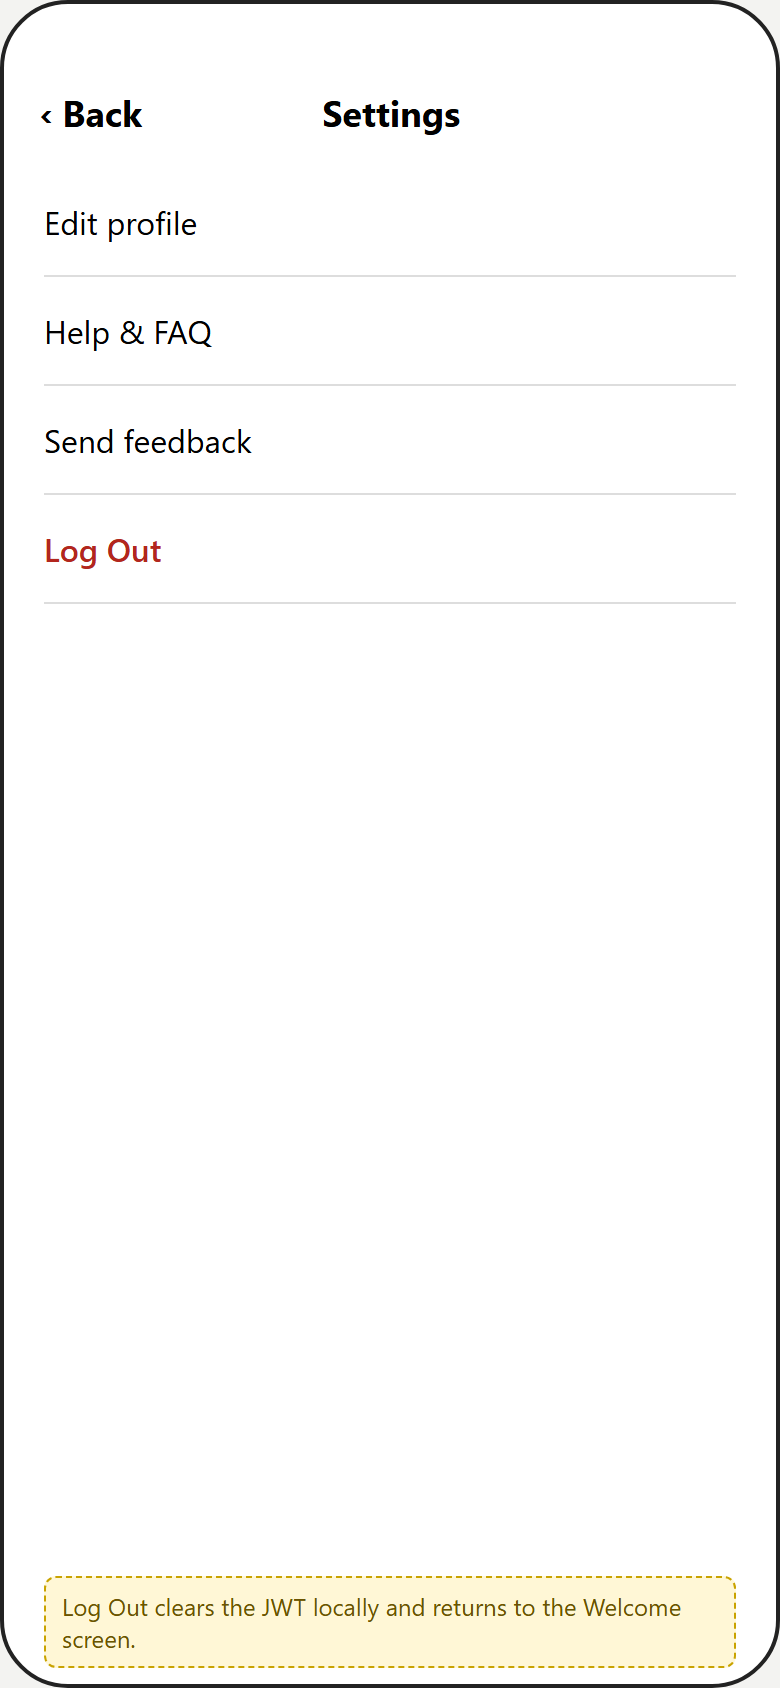 ‹ Back
Settings
Edit profile
Help & FAQ
Send feedback
Log Out
Log Out clears the JWT locally and returns to the Welcome
screen.